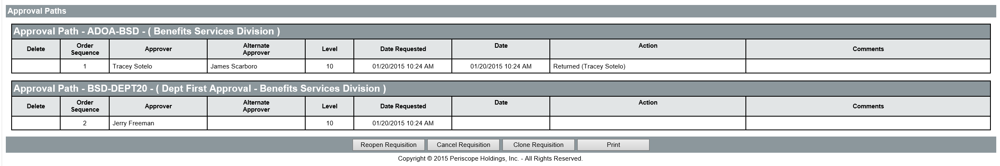 Approval Paths
Approval Path - ADOA-BSD - ( Benefits Services Division )
Delete Order Sequence Approver Alternate Approver Level Date Requested Date Action Comments
1 Tracey Sotelo James Scarboro 10 01/20/2015 10:24 AM 01/20/2015 10:24 AM Returned (Tracey Sotelo)
Approval Path - BSD-DEPT20 - ( Dept First Approval - Benefits Services Division )
Delete Order Sequence Approver Alternate Approver Level Date Requested Date Action Comments
2 Jerry Freeman 10 01/20/2015 10:24 AM
Reopen Requisition Cancel Requisition Clone Requisition Print
Copyright © 2015 Periscope Holdings, Inc. - All Rights Reserved.